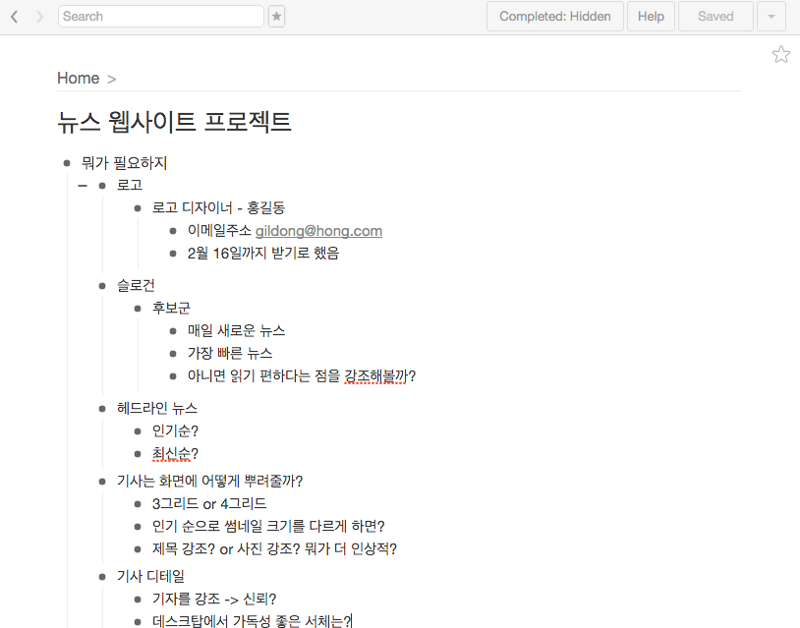 Search
Completed: Hidden
Help
Saved
Home >
뉴스 웹사이트 프로젝트
뭐가 필요하지
로고
로고 디자이너 - 홍길동
이메일주소 gildong@hong.com
2월 16일까지 받기로 했음
슬로건
후보군
매일 새로운 뉴스
가장 빠른 뉴스
아니면 읽기 편하다는 점을 강조해볼까?
헤드라인 뉴스
인기순?
최신순?
기사는 화면에 어떻게 뿌려줄까?
3그리드 or 4그리드
인기 순으로 썸네일 크기를 다르게 하면?
제목 강조? or 사진 강조? 뭐가 더 인상적?
기사 디테일
기자를 강조 -> 신뢰?
데스크탑에서 가독성 좋은 서체는?